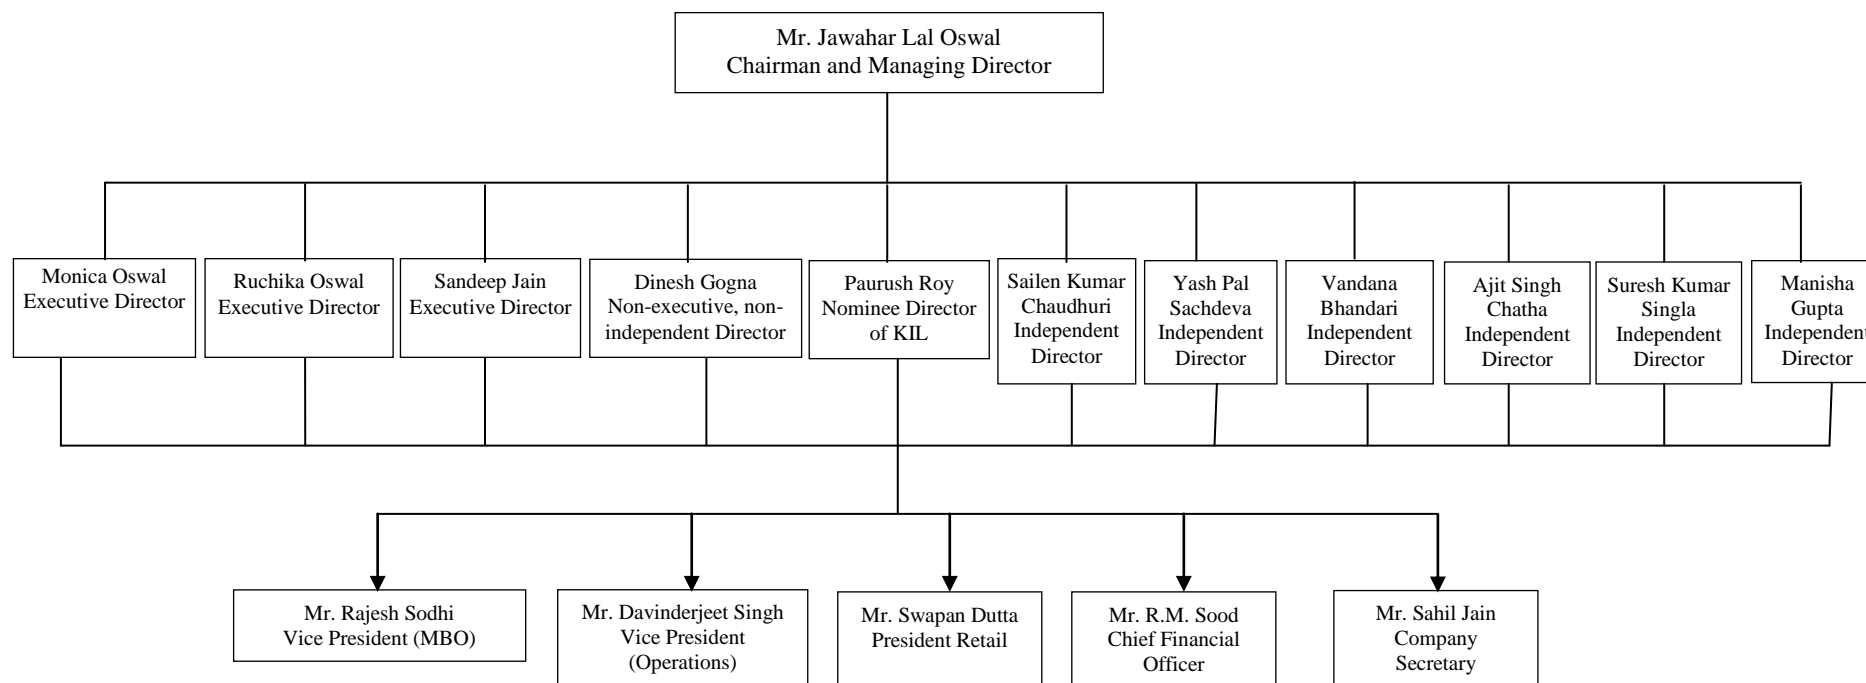 Mr. Jawahar Lal Oswal
Chairman and Managing Director
Monica Oswal
Executive Director
Ruchika Oswal
Executive Director
Sandeep Jain
Executive Director
Dinesh Gogna
Non-executive, non-
independent Director
Paurush Roy
Nominee Director
of KIL
Sailen Kumar
Chaudhuri
Independent
Director
Yash Pal
Sachdeva
Independent
Director
Vandana
Bhandari
Independent
Director
Ajit Singh
Chatha
Independent
Director
Suresh Kumar
Singla
Independent
Director
Manisha
Gupta
Independent
Director
Mr. Rajesh Sodhi
Vice President (MBO)
Mr. Davinderjeet Singh
Vice President
(Operations)
Mr. Swapan Dutta
President Retail
Mr. R.M. Sood
Chief Financial
Officer
Mr. Sahil Jain
Company
Secretary